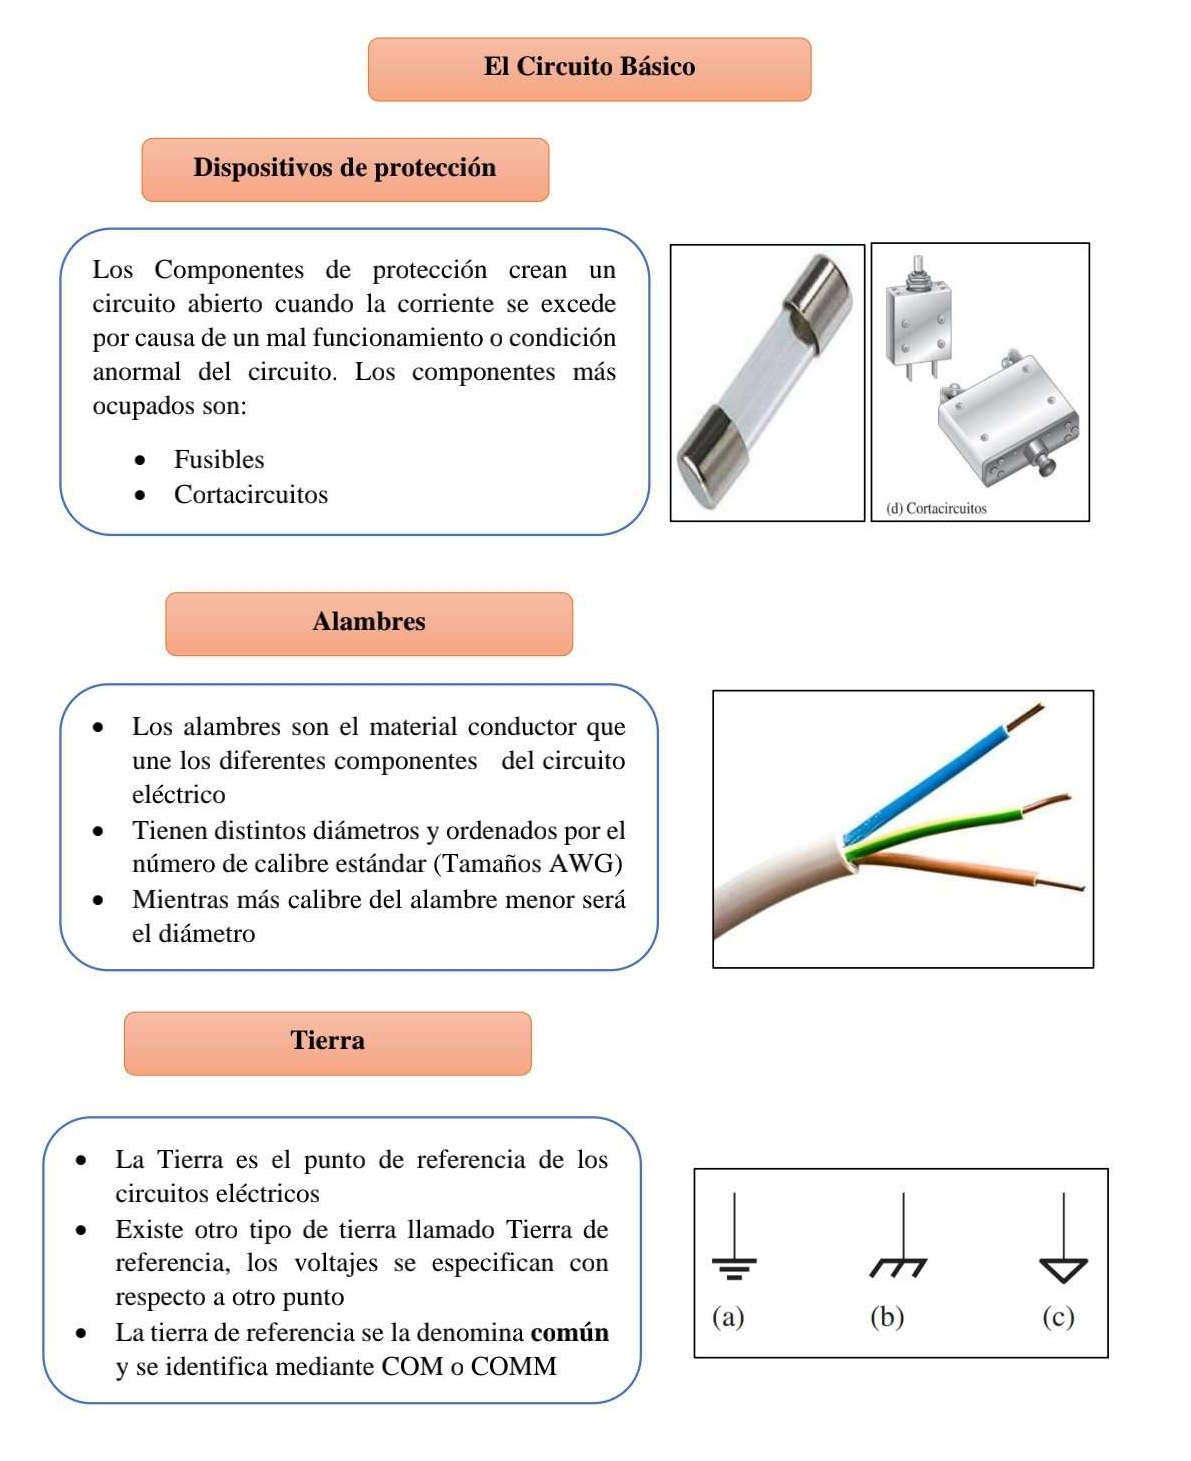 El Circuito Básico
Dispositivos de protección
Los Componentes de protección crean un
circuito abierto cuando la corriente se excede
por causa de un mal funcionamiento o condición
anormal del circuito. Los componentes más
ocupados son:
• Fusibles
• Cortacircuitos
(d) Cortacircuitos
Alambres
• Los alambres son el material conductor que
une los diferentes componentes del circuito
eléctrico
• Tienen distintos diámetros y ordenados por el
número de calibre estándar (Tamaños AWG)
• Mientras más calibre del alambre menor será
el diámetro
Tierra
• La Tierra es el punto de referencia de los
circuitos eléctricos
• Existe otro tipo de tierra llamado Tierra de
referencia, los voltajes se especifican con
respecto a otro punto
• La tierra de referencia se la denomina común
y se identifica mediante COM o COMM
(a) (b) (c)